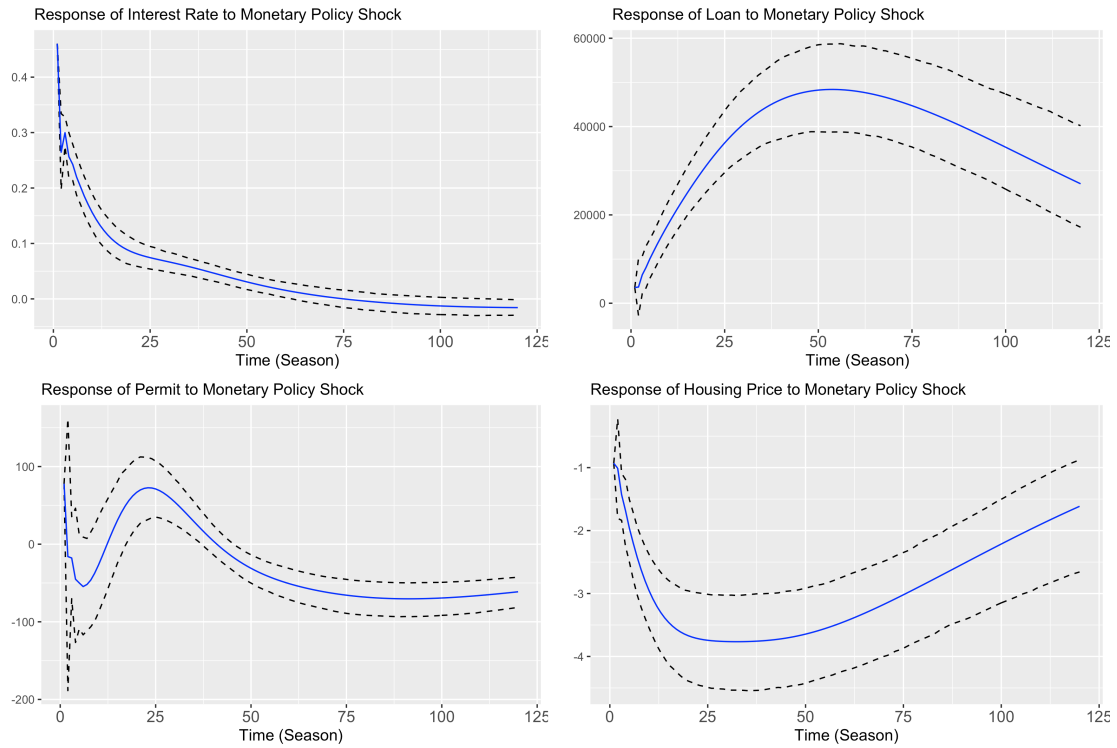 Response of Interest Rate to Monetary Policy Shock
0.4
0.3
0.2
0.1
0.0
0 25 50 75 100 125
Time (Season)
Response of Loan to Monetary Policy Shock
60000
40000
20000
0
0 25 50 75 100 125
Time (Season)
Response of Permit to Monetary Policy Shock
100
0
-100
-200
0 25 50 75 100 125
Time (Season)
Response of Housing Price to Monetary Policy Shock
-1
-2
-3
-4
0 25 50 75 100 125
Time (Season)